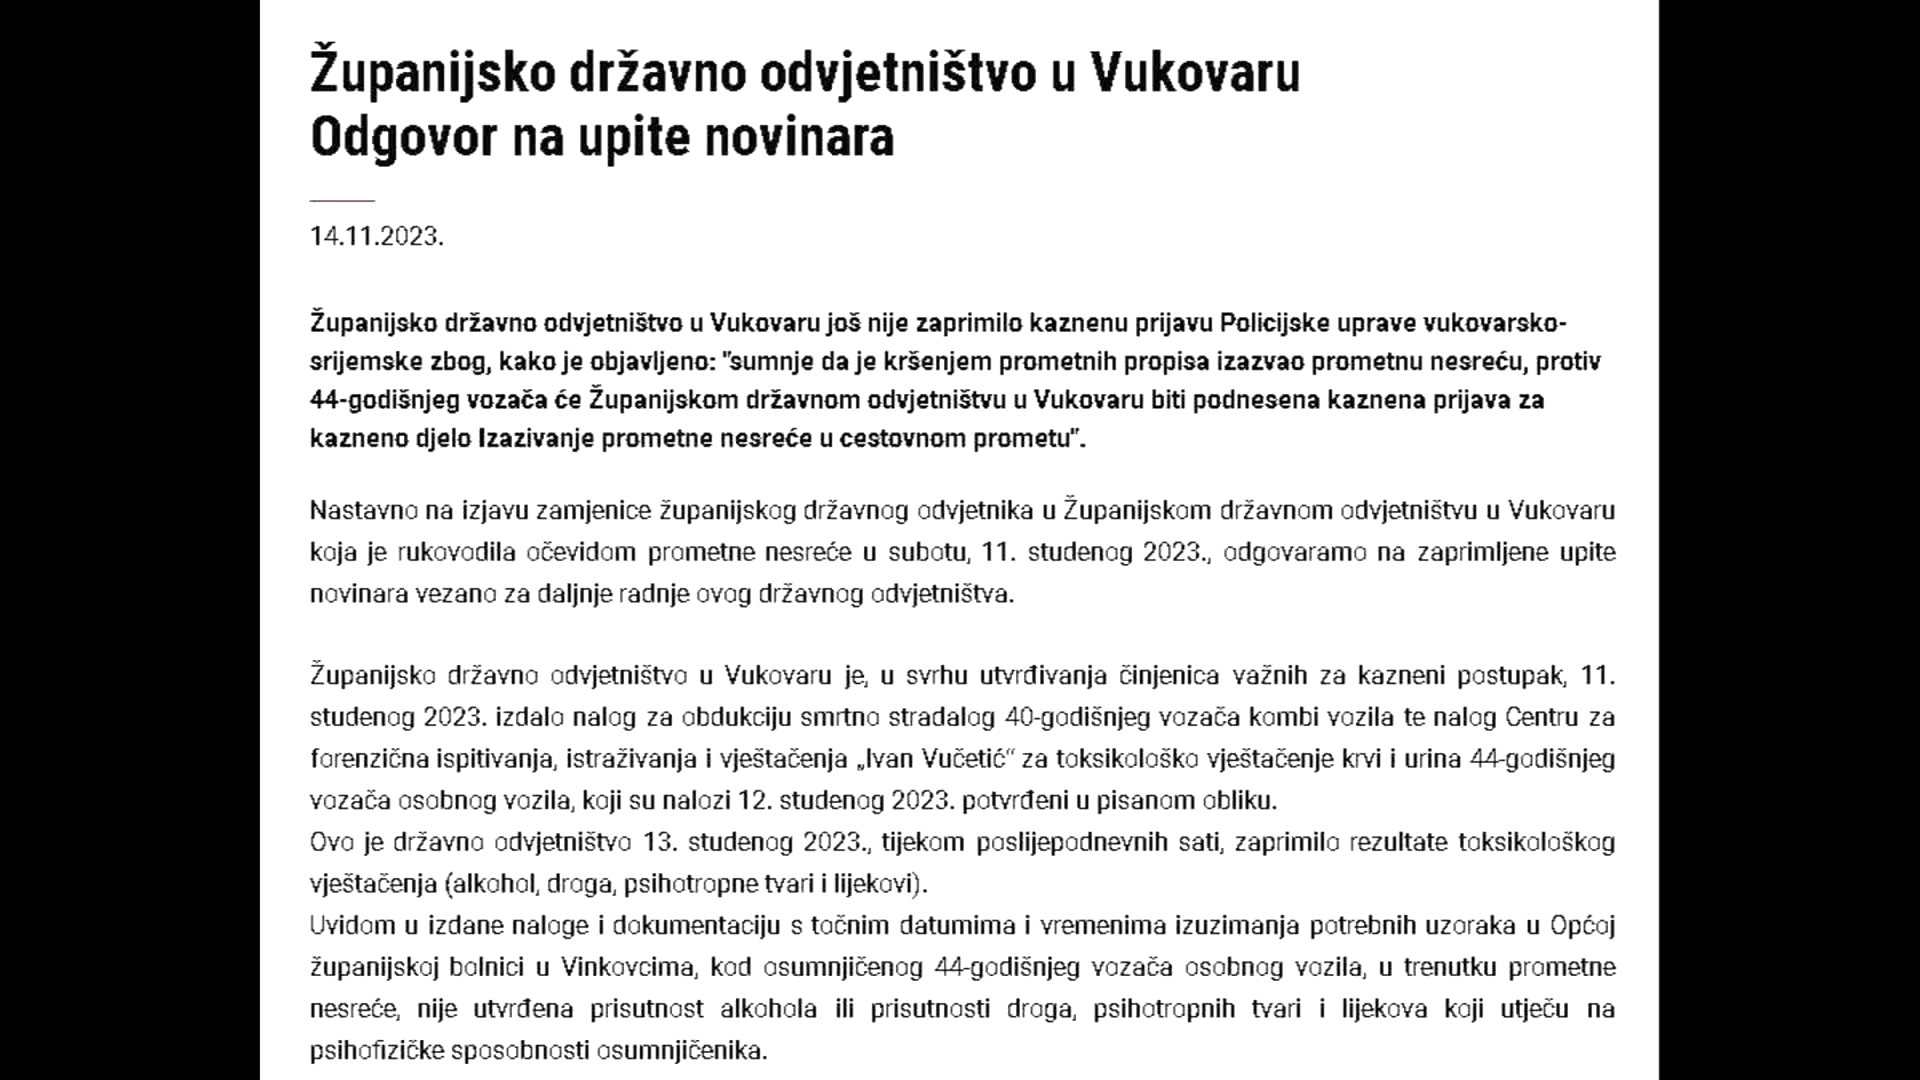 Županijsko državno odvjetništvo u Vukovaru
Odgovor na upite novinara
14.11.2023.
Županijsko državno odvjetništvo u Vukovaru još nije zaprimilo kaznenu prijavu Policijske uprave vukovarsko-
srijemske zbog, kako je objavljeno: "sumnje da je kršenjem prometnih propisa izazvao prometnu nesreću, protiv
44-godišnjeg vozača će Županijskom državnom odvjetništvu u Vukovaru biti podnesena kaznena prijava za
kazneno djelo Izazivanje prometne nesreće u cestovnom prometu".
Nastavno na izjavu zamjenice županijskog državnog odvjetnika u Županijskom državnom odvjetništvu u Vukovaru
koja je rukovodila očevidom prometne nesreće u subotu, 11. studenog 2023., odgovaramo na zaprimljene upite
novinara vezano za daljnje radnje ovog državnog odvjetništva.
Županijsko državno odvjetništvo u Vukovaru je, u svrhu utvrđivanja činjenica važnih za kazneni postupak, 11.
studenog 2023. izdalo nalog za obdukciju smrtno stradalog 40-godišnjeg vozača kombi vozila te nalog Centru za
forenzična ispitivanja, istraživanja i vještačenja „Ivan Vučetić“ za toksikološko vještačenje krvi i urina 44-godišnjeg
vozača osobnog vozila, koji su nalozi 12. studenog 2023. potvrđeni u pisanom obliku.
Ovo je državno odvjetništvo 13. studenog 2023., tijekom poslijepodnevnih sati, zaprimilo rezultate toksikološkog
vještačenja (alkohol, droga, psihotropne tvari i lijekovi).
Uvidom u izdane naloge i dokumentaciju s točnim datumima i vremenima izuzimanja potrebnih uzoraka u Općoj
županijskoj bolnici u Vinkovcima, kod osumnjičenog 44-godišnjeg vozača osobnog vozila, u trenutku prometne
nesreće, nije utvrđena prisutnost alkohola ili prisutnosti droga, psihotropnih tvari i lijekova koji utječu na
psihofizičke sposobnosti osumnjičenika.